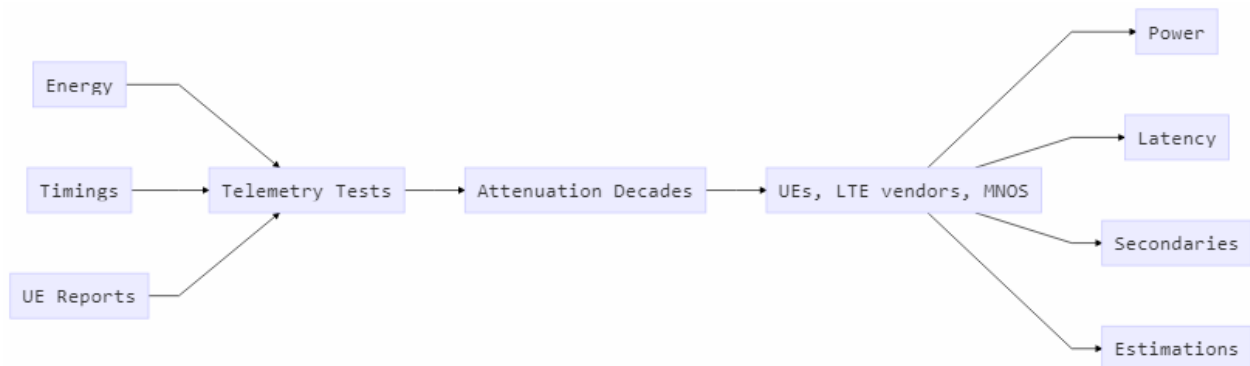 Energy
Timings
UE Reports
Telemetry Tests
Attenuation Decades
UEs, LTE vendors, MNOS
Power
Latency
Secondaries
Estimations